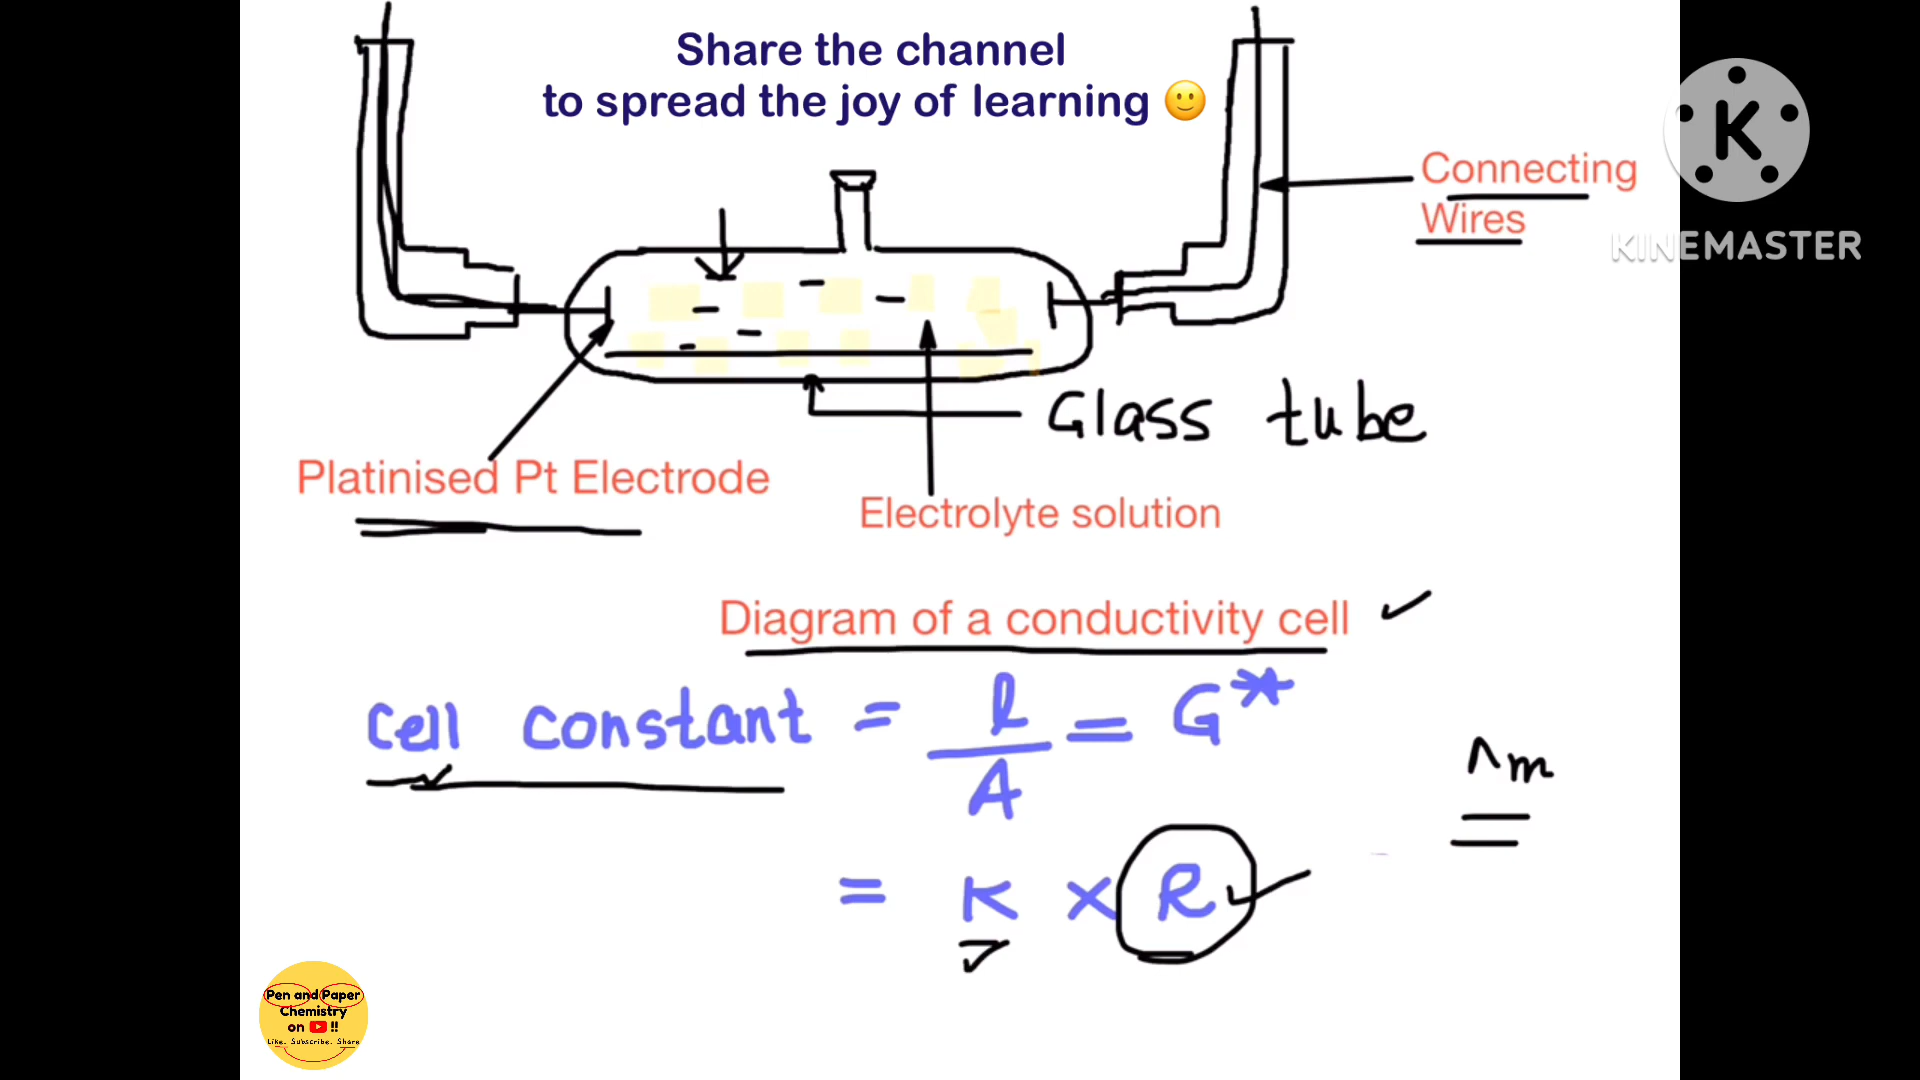 Share the channel
to spread the joy of learning 🙂
Connecting
Wires
K
KINEMASTER
Glass tube
Platinised Pt Electrode
Electrolyte solution
Diagram of a conductivity cell
Cell constant = l/A = G*
= K × R
Λm
Pen and Paper
Chemistry
on ▶ !!
Like. Subscribe. Share